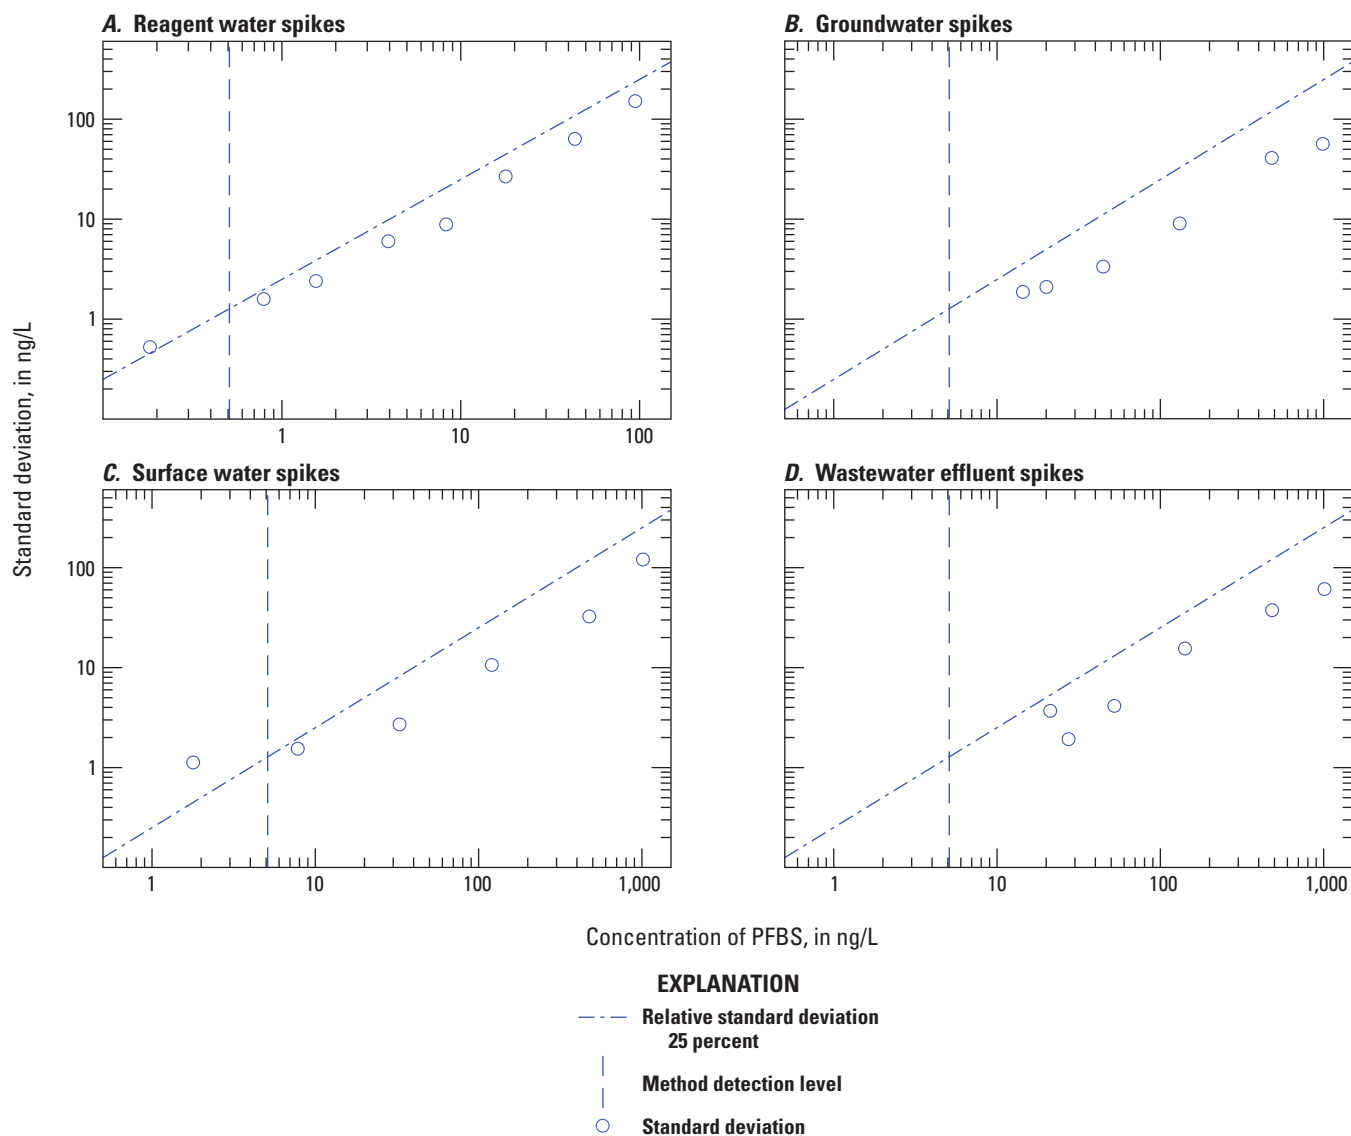 A. Reagent water spikes
B. Groundwater spikes
100
10
1
1 10 100
C. Surface water spikes
D. Wastewater effluent spikes
100
10
1
1 10 100 1,000
1 10 100 1,000
Standard deviation, in ng/L
Concentration of PFBS, in ng/L
EXPLANATION
Relative standard deviation
25 percent
Method detection level
Standard deviation